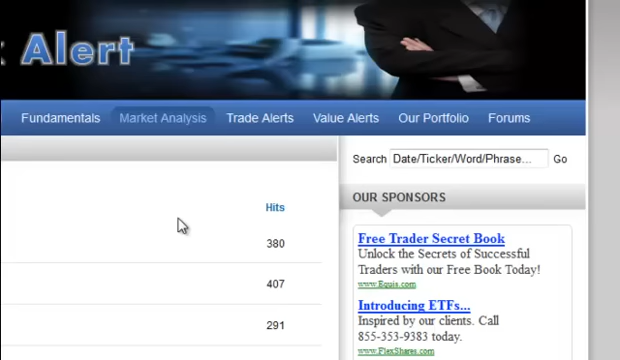 Alert
Fundamentals Market Analysis Trade Alerts Value Alerts Our Portfolio Forums
Search Date/Ticker/Word/Phrase... Go
OUR SPONSORS
Hits
380
407
291
Free Trader Secret Book
Unlock the Secrets of Successful
Traders with our Free Book Today!
www.Equis.com
Introducing ETFs...
Inspired by our clients. Call
855-353-9383 today.
www.FlexShares.com